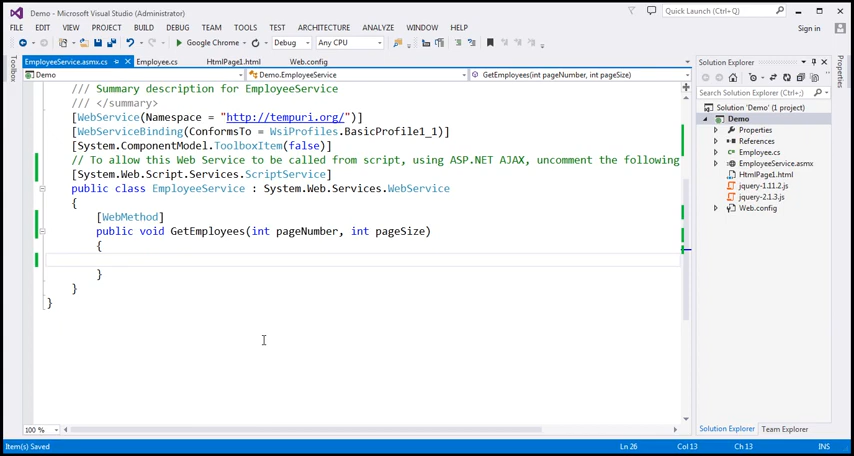 Demo - Microsoft Visual Studio (Administrator)
Quick Launch (Ctrl+Q)
FILE EDIT VIEW PROJECT BUILD DEBUG TEAM TOOLS TEST ARCHITECTURE ANALYZE WINDOW HELP
Sign in
Google Chrome Debug Any CPU
Toolbox
EmployeeService.asmx.cs Employee.cs HtmlPage1.html Web.config
Demo Demo.EmployeeService GetEmployees(int pageNumber, int pageSize)
/// Summary description for EmployeeService
/// </summary>
[WebService(Namespace = "http://tempuri.org/")]
[WebServiceBinding(ConformsTo = WsiProfiles.BasicProfile1_1)]
[System.ComponentModel.ToolboxItem(false)]
// To allow this Web Service to be called from script, using ASP.NET AJAX, uncomment the following
[System.Web.Script.Services.ScriptService]
public class EmployeeService : System.Web.Services.WebService
{
[WebMethod]
public void GetEmployees(int pageNumber, int pageSize)
{
}
}
}
100 %
Solution Explorer
Search Solution Explorer (Ctrl+;)
Solution 'Demo' (1 project)
Demo
Properties
References
Employee.cs
EmployeeService.asmx
HtmlPage1.html
jquery-1.11.2.js
jquery-2.1.3.js
Web.config
Solution Explorer Team Explorer
Properties
Item(s) Saved Ln 26 Col 13 Ch 13 INS